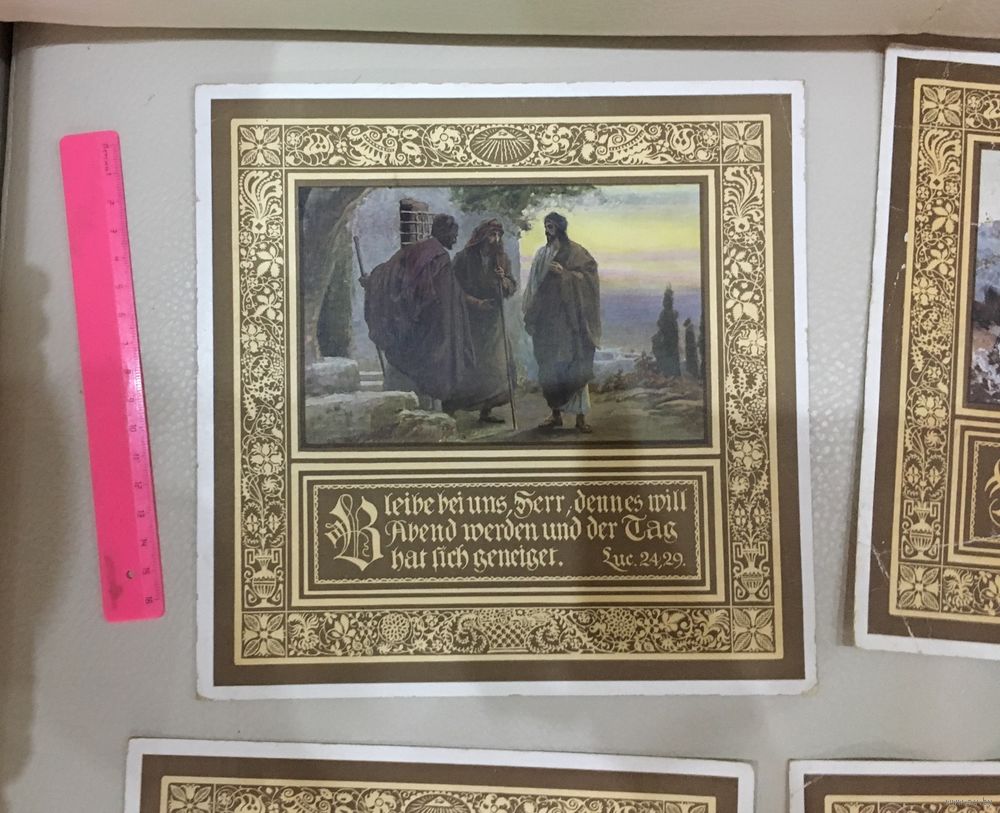 Bleibe bei uns, Herr, denn es will
Abend werden und der Tag
hat sich geneiget. Luc. 24,29.